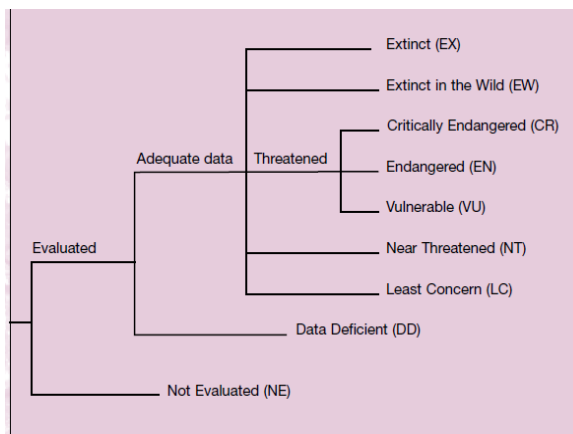 Extinct (EX)
Extinct in the Wild (EW)
Critically Endangered (CR)
Adequate data
Threatened
Endangered (EN)
Vulnerable (VU)
Evaluated
Near Threatened (NT)
Least Concern (LC)
Data Deficient (DD)
Not Evaluated (NE)